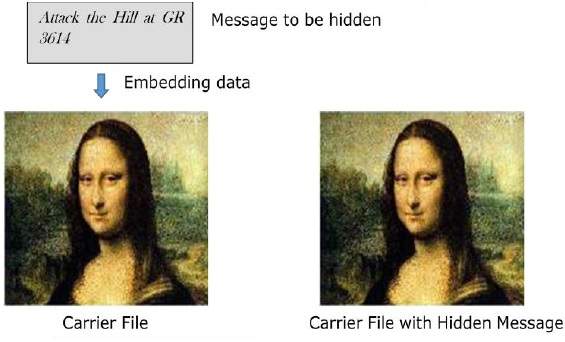 Attack the Hill at GR
3614
Message to be hidden
Embedding data
Carrier File
Carrier File with Hidden Message